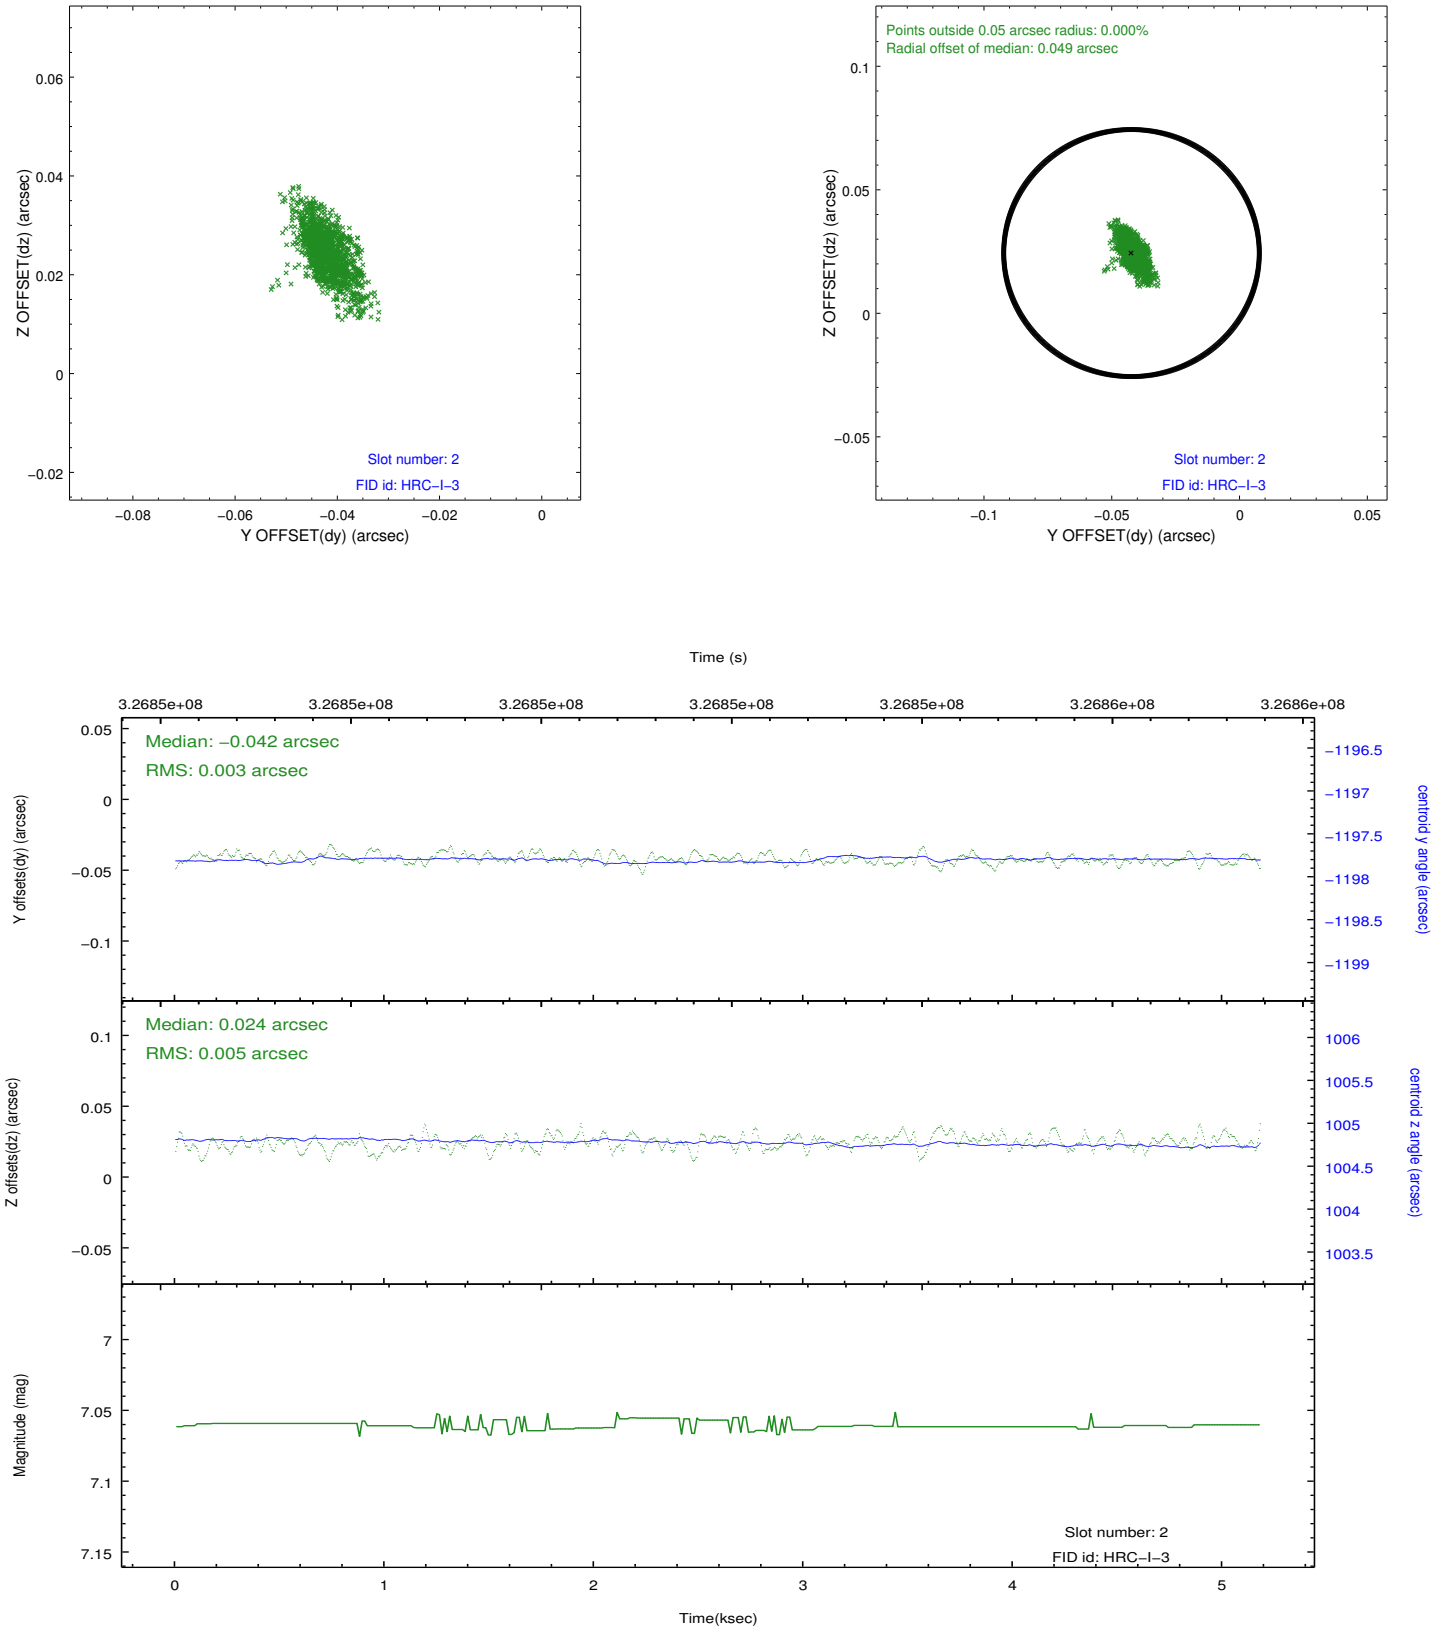 0.06
0.04
0.02
0
−0.02
Z OFFSET(dz) (arcsec)
Slot number: 2
FID id: HRC−I−3
−0.08
−0.06
−0.04
−0.02
0
Y OFFSET(dy) (arcsec)
Points outside 0.05 arcsec radius: 0.000%
Radial offset of median: 0.049 arcsec
0.1
0.05
0
−0.05
Z OFFSET(dz) (arcsec)
Slot number: 2
FID id: HRC−I−3
−0.1
−0.05
0
0.05
Y OFFSET(dy) (arcsec)
Time (s)
3.2685e+08
3.2685e+08
3.2685e+08
3.2685e+08
3.2685e+08
3.2686e+08
3.2686e+08
Median: −0.042 arcsec
RMS: 0.003 arcsec
0.05
0
−0.05
−0.1
Y offsets(dy) (arcsec)
−1196.5
−1197
−1197.5
−1198
−1198.5
−1199
centroid y angle (arcsec)
Median: 0.024 arcsec
RMS: 0.005 arcsec
0.1
0.05
0
−0.05
Z offsets(dz) (arcsec)
1006
1005.5
1005
1004.5
1004
1003.5
centroid z angle (arcsec)
7
7.05
7.1
7.15
Magnitude (mag)
Slot number: 2
FID id: HRC−I−3
0
1
2
3
4
5
Time(ksec)